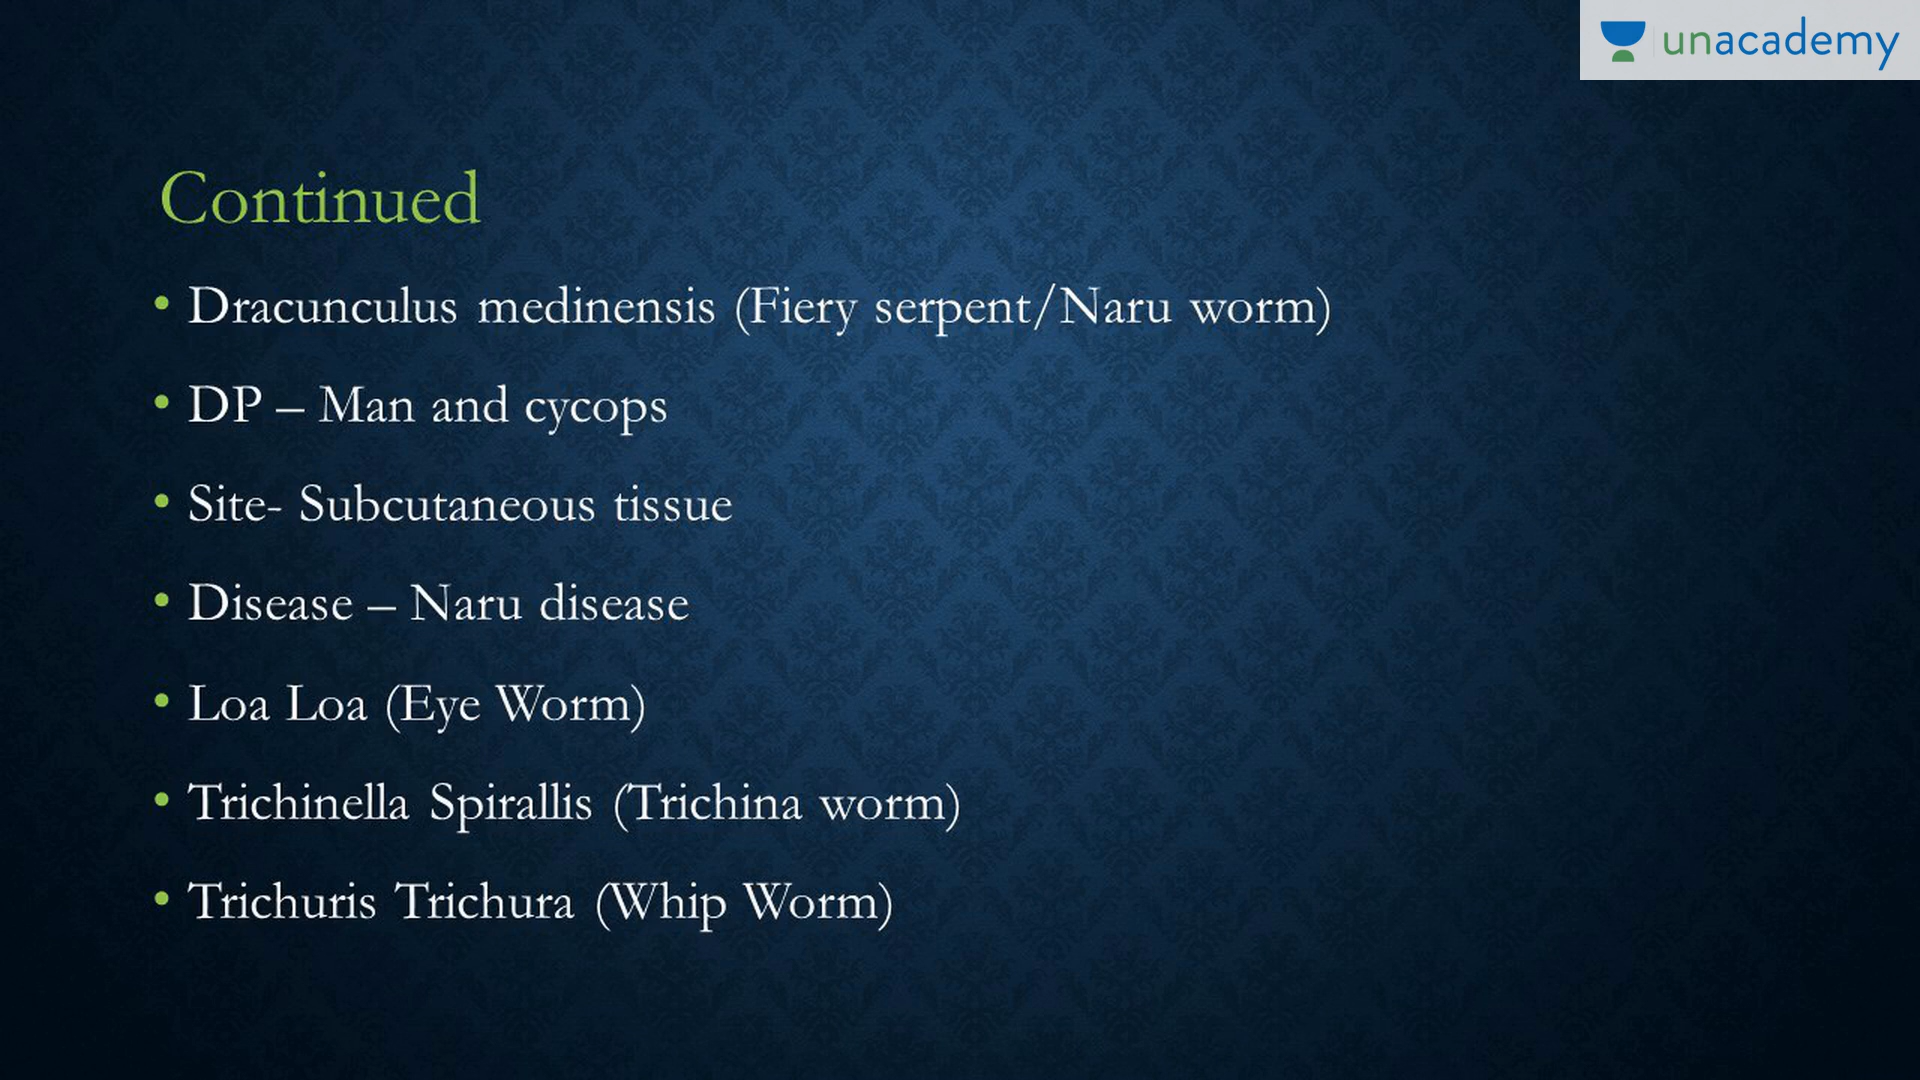 unacademy
Continued
• Dracunculus medinensis (Fiery serpent/Naru worm)
• DP – Man and cycops
• Site- Subcutaneous tissue
• Disease – Naru disease
• Loa Loa (Eye Worm)
• Trichinella Spirallis (Trichina worm)
• Trichuris Trichura (Whip Worm)